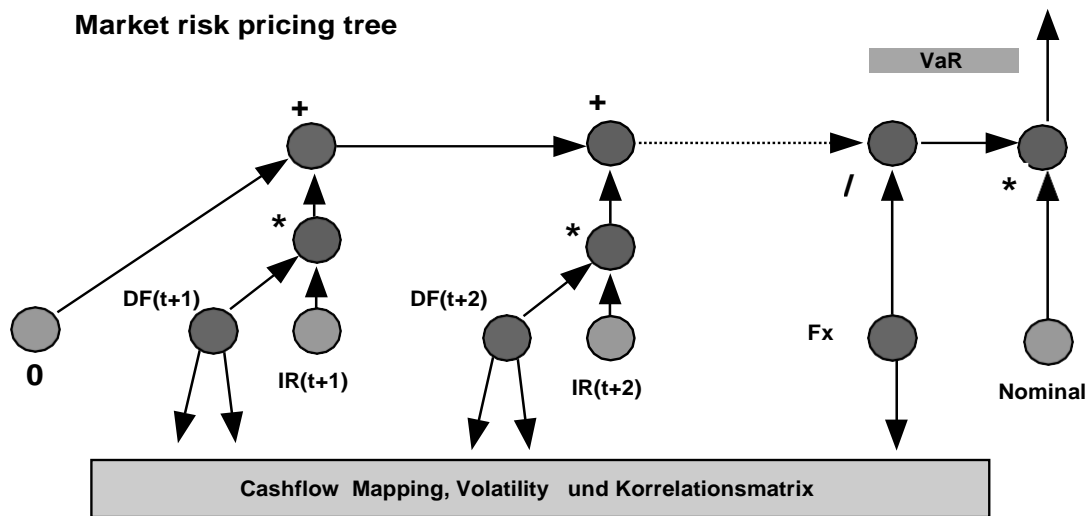 Market risk pricing tree
VaR
+
+
/
*
*
*
DF(t+1)
DF(t+2)
Fx
0
IR(t+1)
IR(t+2)
Nominal
Cashflow Mapping, Volatility und Korrelationsmatrix